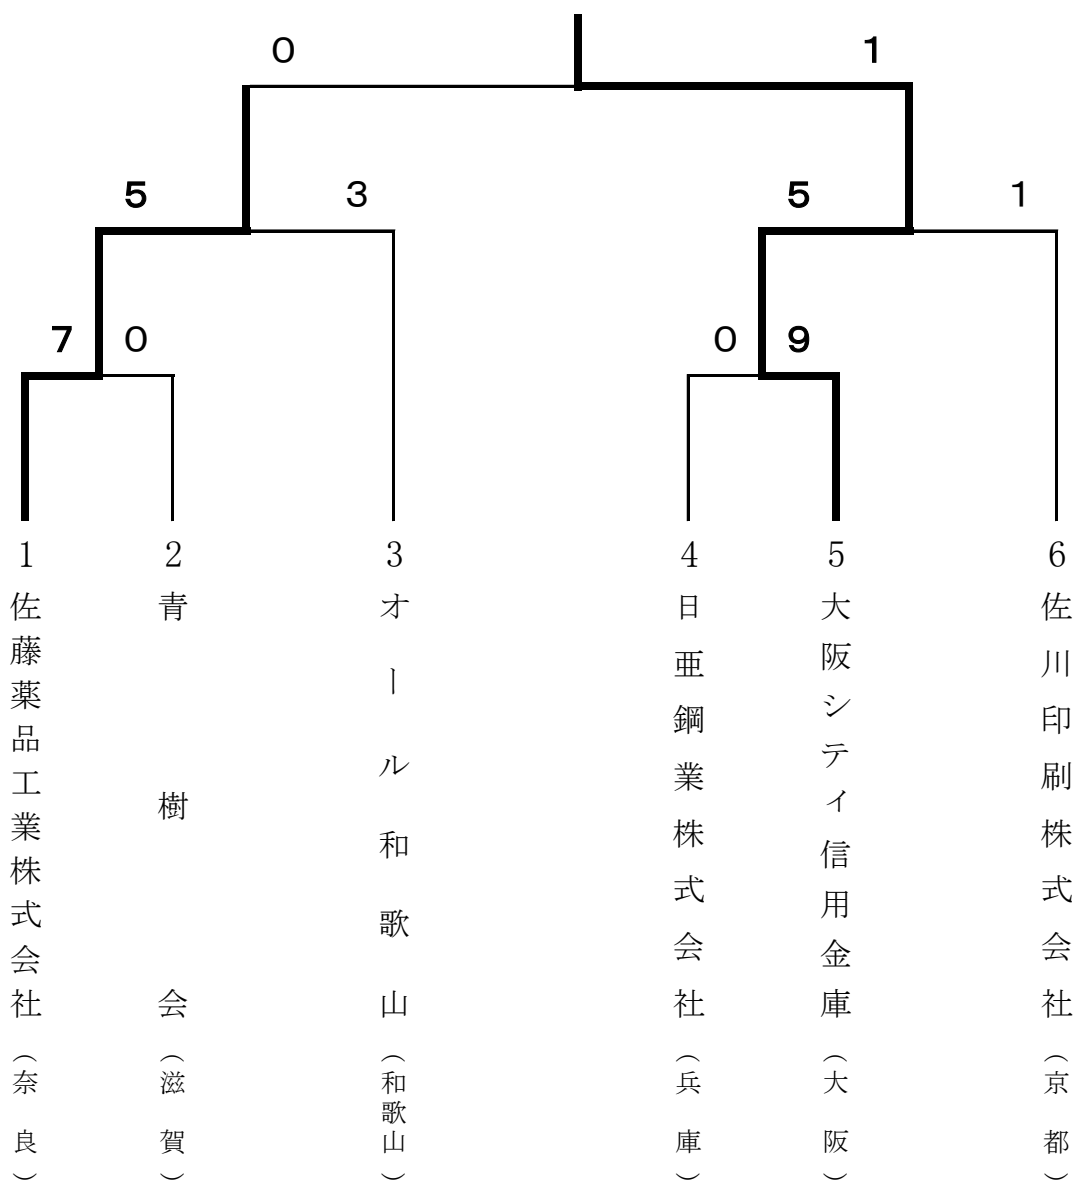 0 1
5 3 5 1
7 0 0 9
1 2 3 4 5 6
佐藤薬品工業株式会社（奈良）
青樹会（滋賀）
オール和歌山（和歌山）
日亜鋼業株式会社（兵庫）
大阪シティ信用金庫（大阪）
佐川印刷株式会社（京都）